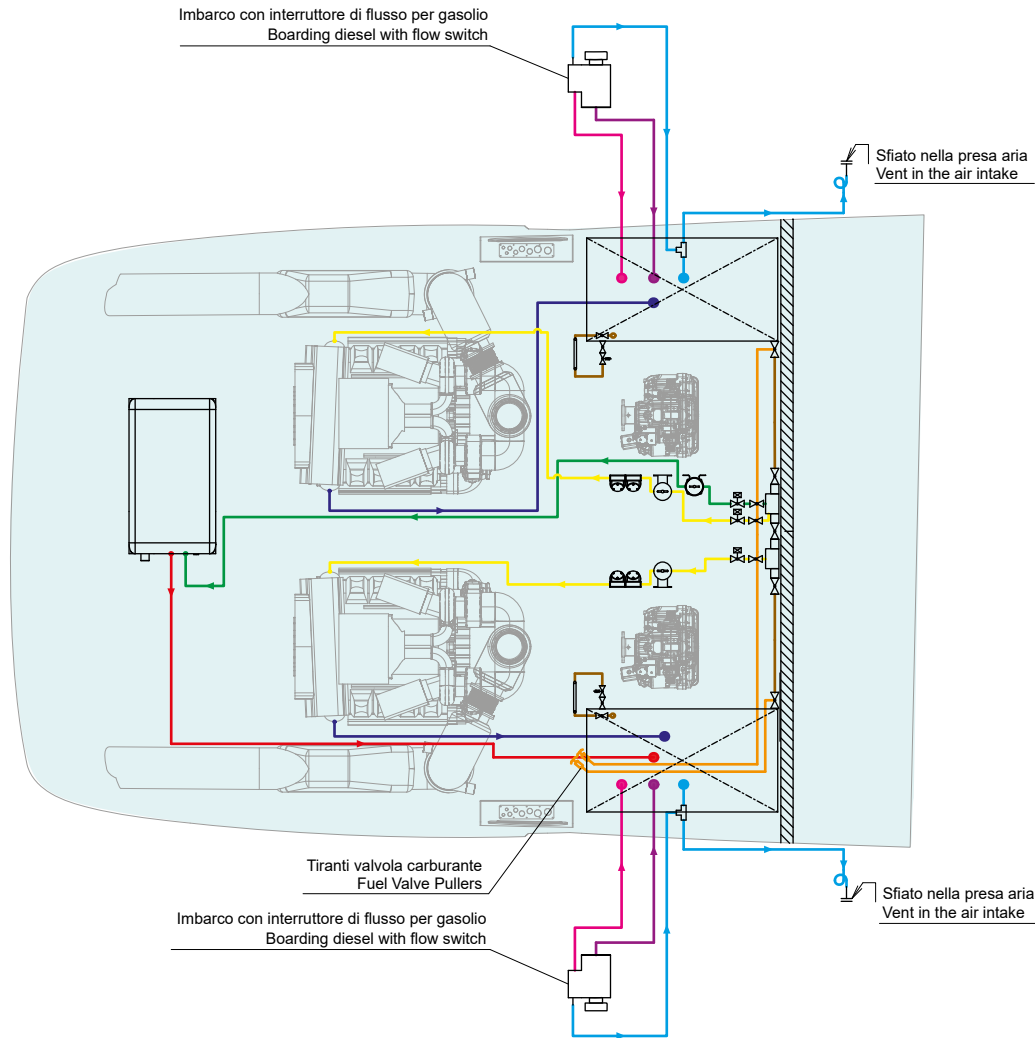 Imbarco con interruttore di flusso per gasolio
Boarding diesel with flow switch
Sfiato nella presa aria
Vent in the air intake
Tiranti valvola carburante
Fuel Valve Pullers
Sfiato nella presa aria
Vent in the air intake
Imbarco con interruttore di flusso per gasolio
Boarding diesel with flow switch